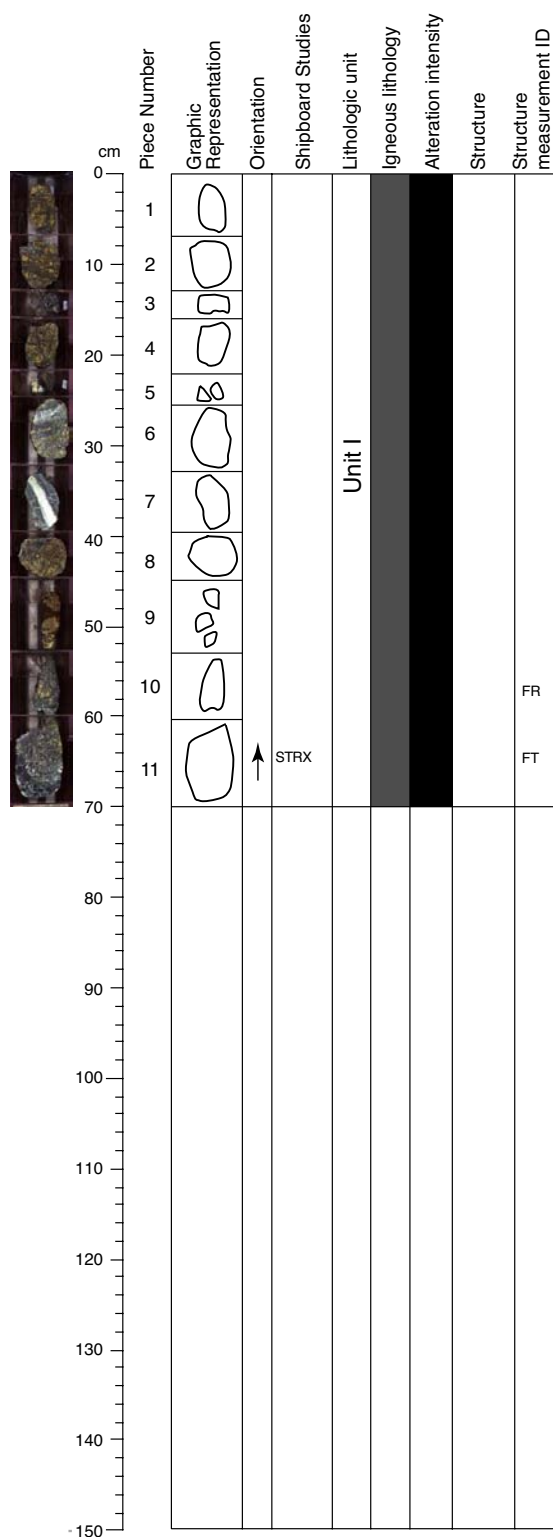 cm
Piece Number
Graphic
Representation
Orientation
Shipboard Studies
Lithologic unit
Igneous lithology
Alteration intensity
Structure
Structure
measurement ID
0
1
10
2
3
4
20
5
6
30
Unit I
7
40
8
9
50
10
FR
60
11
STRX
FT
70
80
90
100
110
120
130
140
150